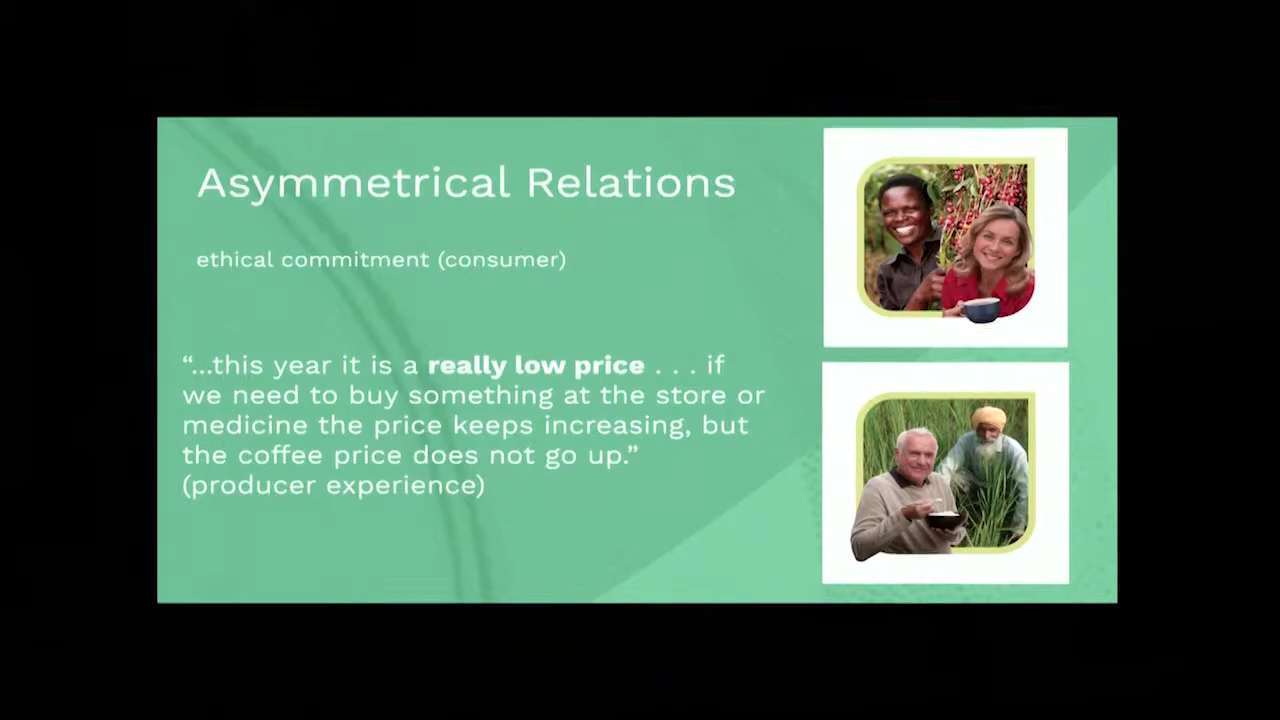 Asymmetrical Relations
ethical commitment (consumer)
“...this year it is a really low price . . . if
we need to buy something at the store or
medicine the price keeps increasing, but
the coffee price does not go up.”
(producer experience)